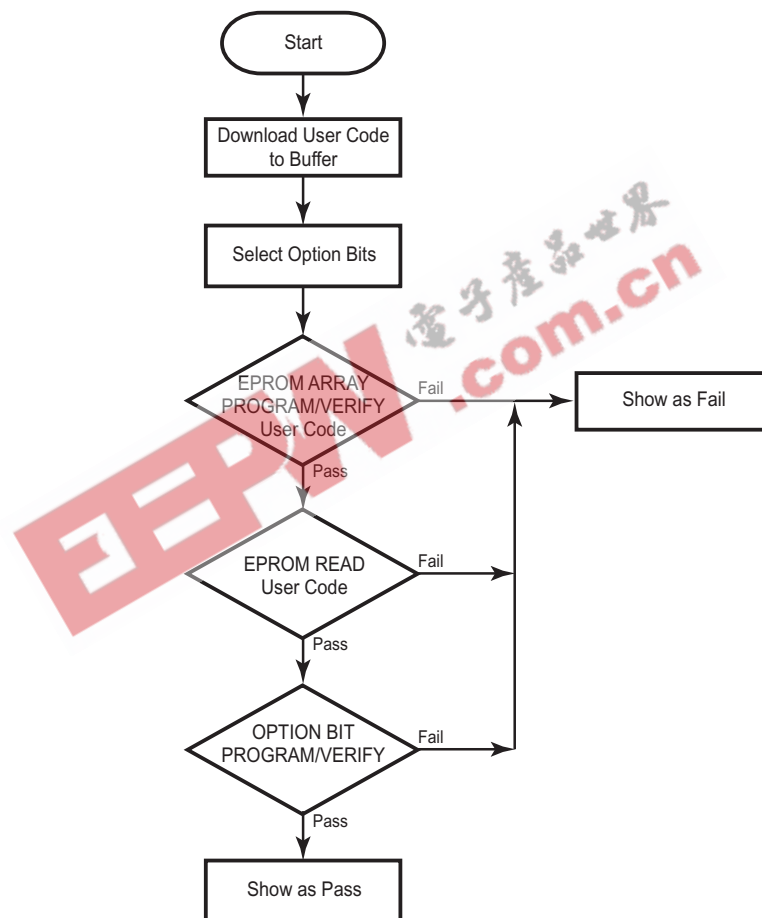 Start
Download User Code
to Buffer
Select Option Bits
電子產品世界
EEPW.com.cn
EPROM ARRAY
PROGRAM/VERIFY
User Code
Fail
Show as Fail
Pass
EPROM READ
User Code
Fail
Pass
OPTION BIT
PROGRAM/VERIFY
Fail
Pass
Show as Pass